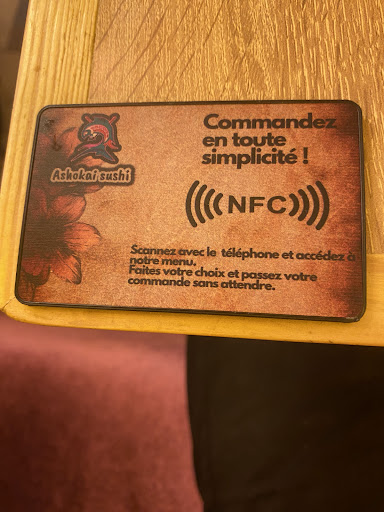 Commandez
en toute
simplicité !
Ashokai sushi
NFC
Scannez avec le téléphone et accédez à
notre menu.
Faites votre choix et passez votre
commande sans attendre.